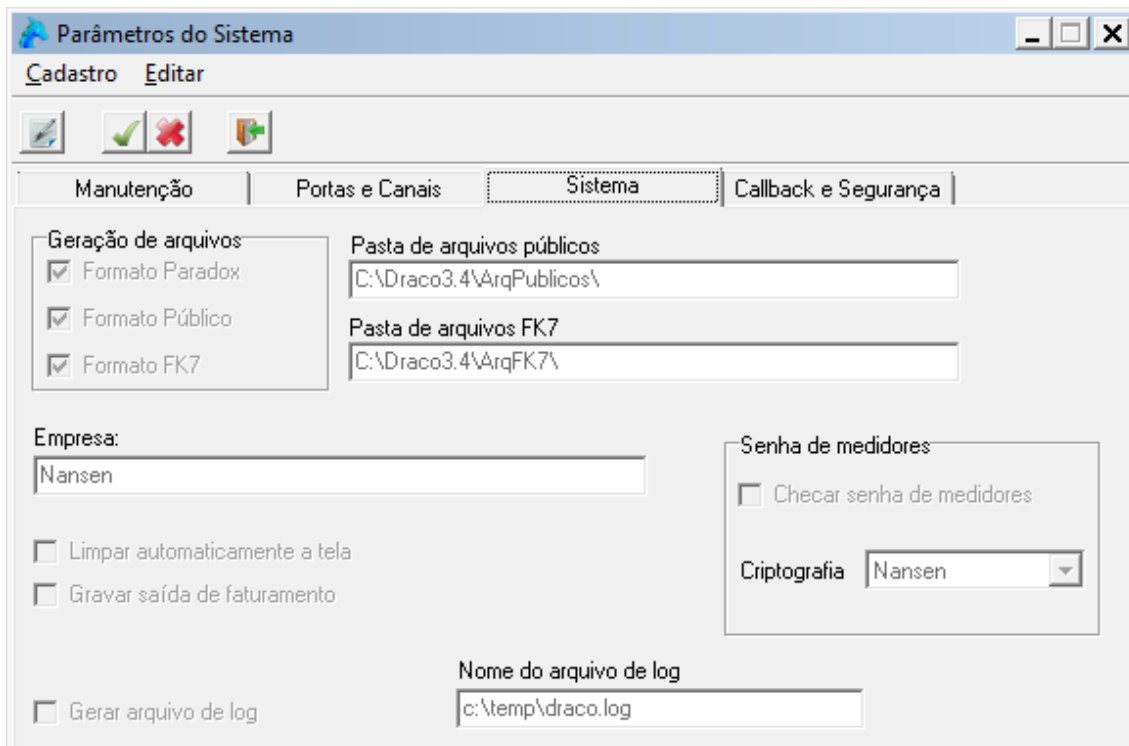 Parâmetros do Sistema
Cadastro Editar
Manutenção Portas e Canais Sistema Callback e Segurança
Geração de arquivos
Formato Paradox
Formato Público
Formato FK7
Pasta de arquivos públicos
C:\Draco3.4\ArqPublicos\
Pasta de arquivos FK7
C:\Draco3.4\ArqFK7\
Empresa:
Nansen
Senha de medidores
Checar senha de medidores
Criptografia Nansen
Limpar automaticamente a tela
Gravar saída de faturamento
Gerar arquivo de log
Nome do arquivo de log
c:\temp\draco.log